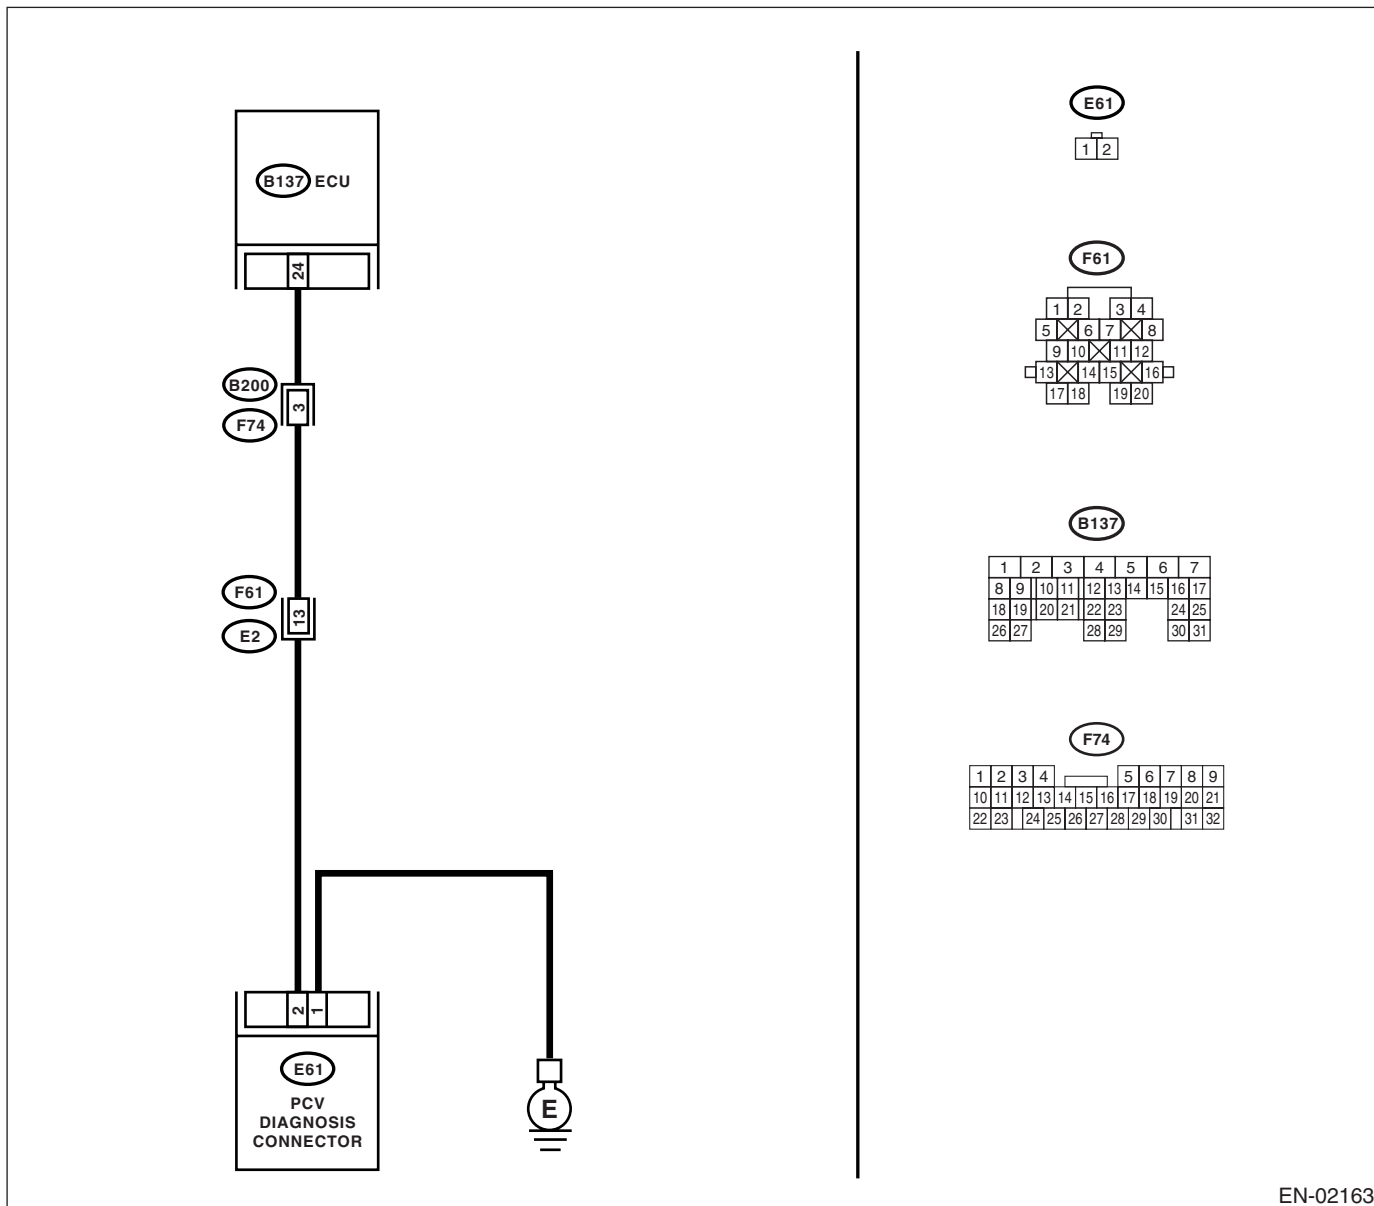 B137 ECU
24
B200
3
F74
F61
13
E2
2 1
E61
PCV
DIAGNOSIS
CONNECTOR
E
E61
1 2
F61
1 2 3 4
5 6 7 8
9 10 11 12
13 14 15 16
17 18 19 20
B137
1 2 3 4 5 6 7
8 9 10 11 12 13 14 15 16 17
18 19 20 21 22 23 24 25
26 27 28 29 30 31
F74
1 2 3 4 5 6 7 8 9
10 11 12 13 14 15 16 17 18 19 20 21
22 23 24 25 26 27 28 29 30 31 32
EN-02163